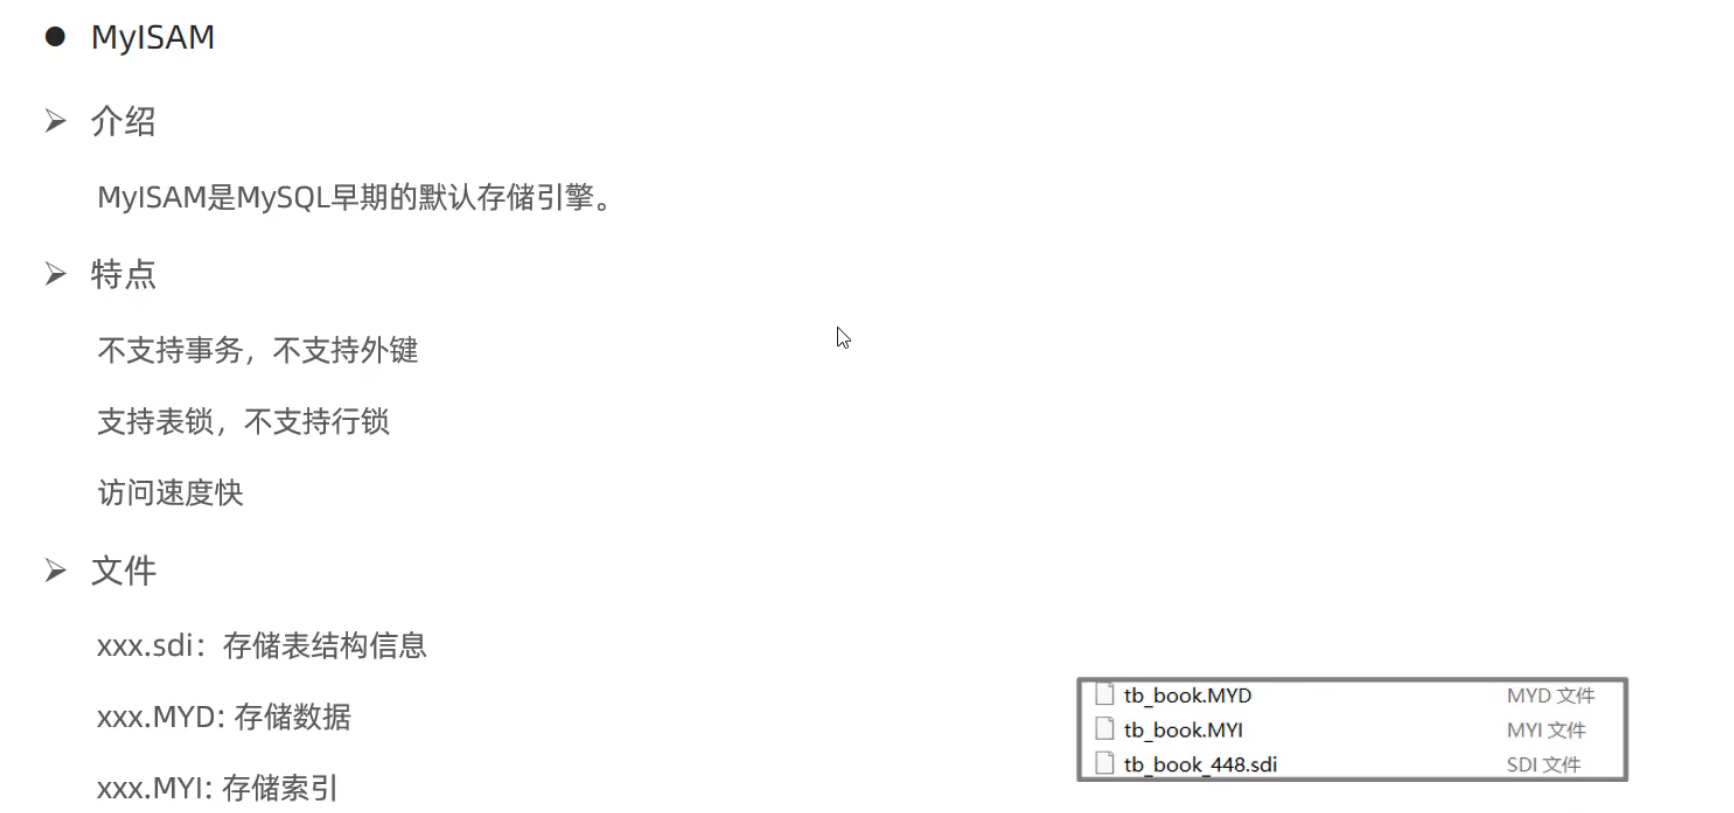 MyISAM
介绍
MyISAM是MySQL早期的默认存储引擎。
特点
不支持事务，不支持外键
支持表锁，不支持行锁
访问速度快
文件
xxx.sdi：存储表结构信息
xxx.MYD: 存储数据
xxx.MYI: 存储索引
tb_book.MYD MYD 文件
tb_book.MYI MYI 文件
tb_book_448.sdi SDI 文件